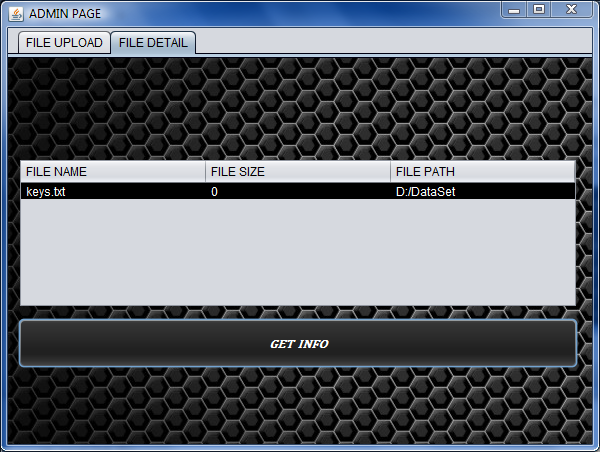 ADMIN PAGE
FILE UPLOAD FILE DETAIL
FILE NAME FILE SIZE FILE PATH
keys.txt 0 D:/DataSet
GET INFO